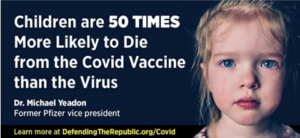 Children are 50 TIMES
More Likely to Die
from the Covid Vaccine
than the Virus
Dr. Michael Yeadon
Former Pfizer vice president
Learn more at DefendingTheRepublic.org/Covid